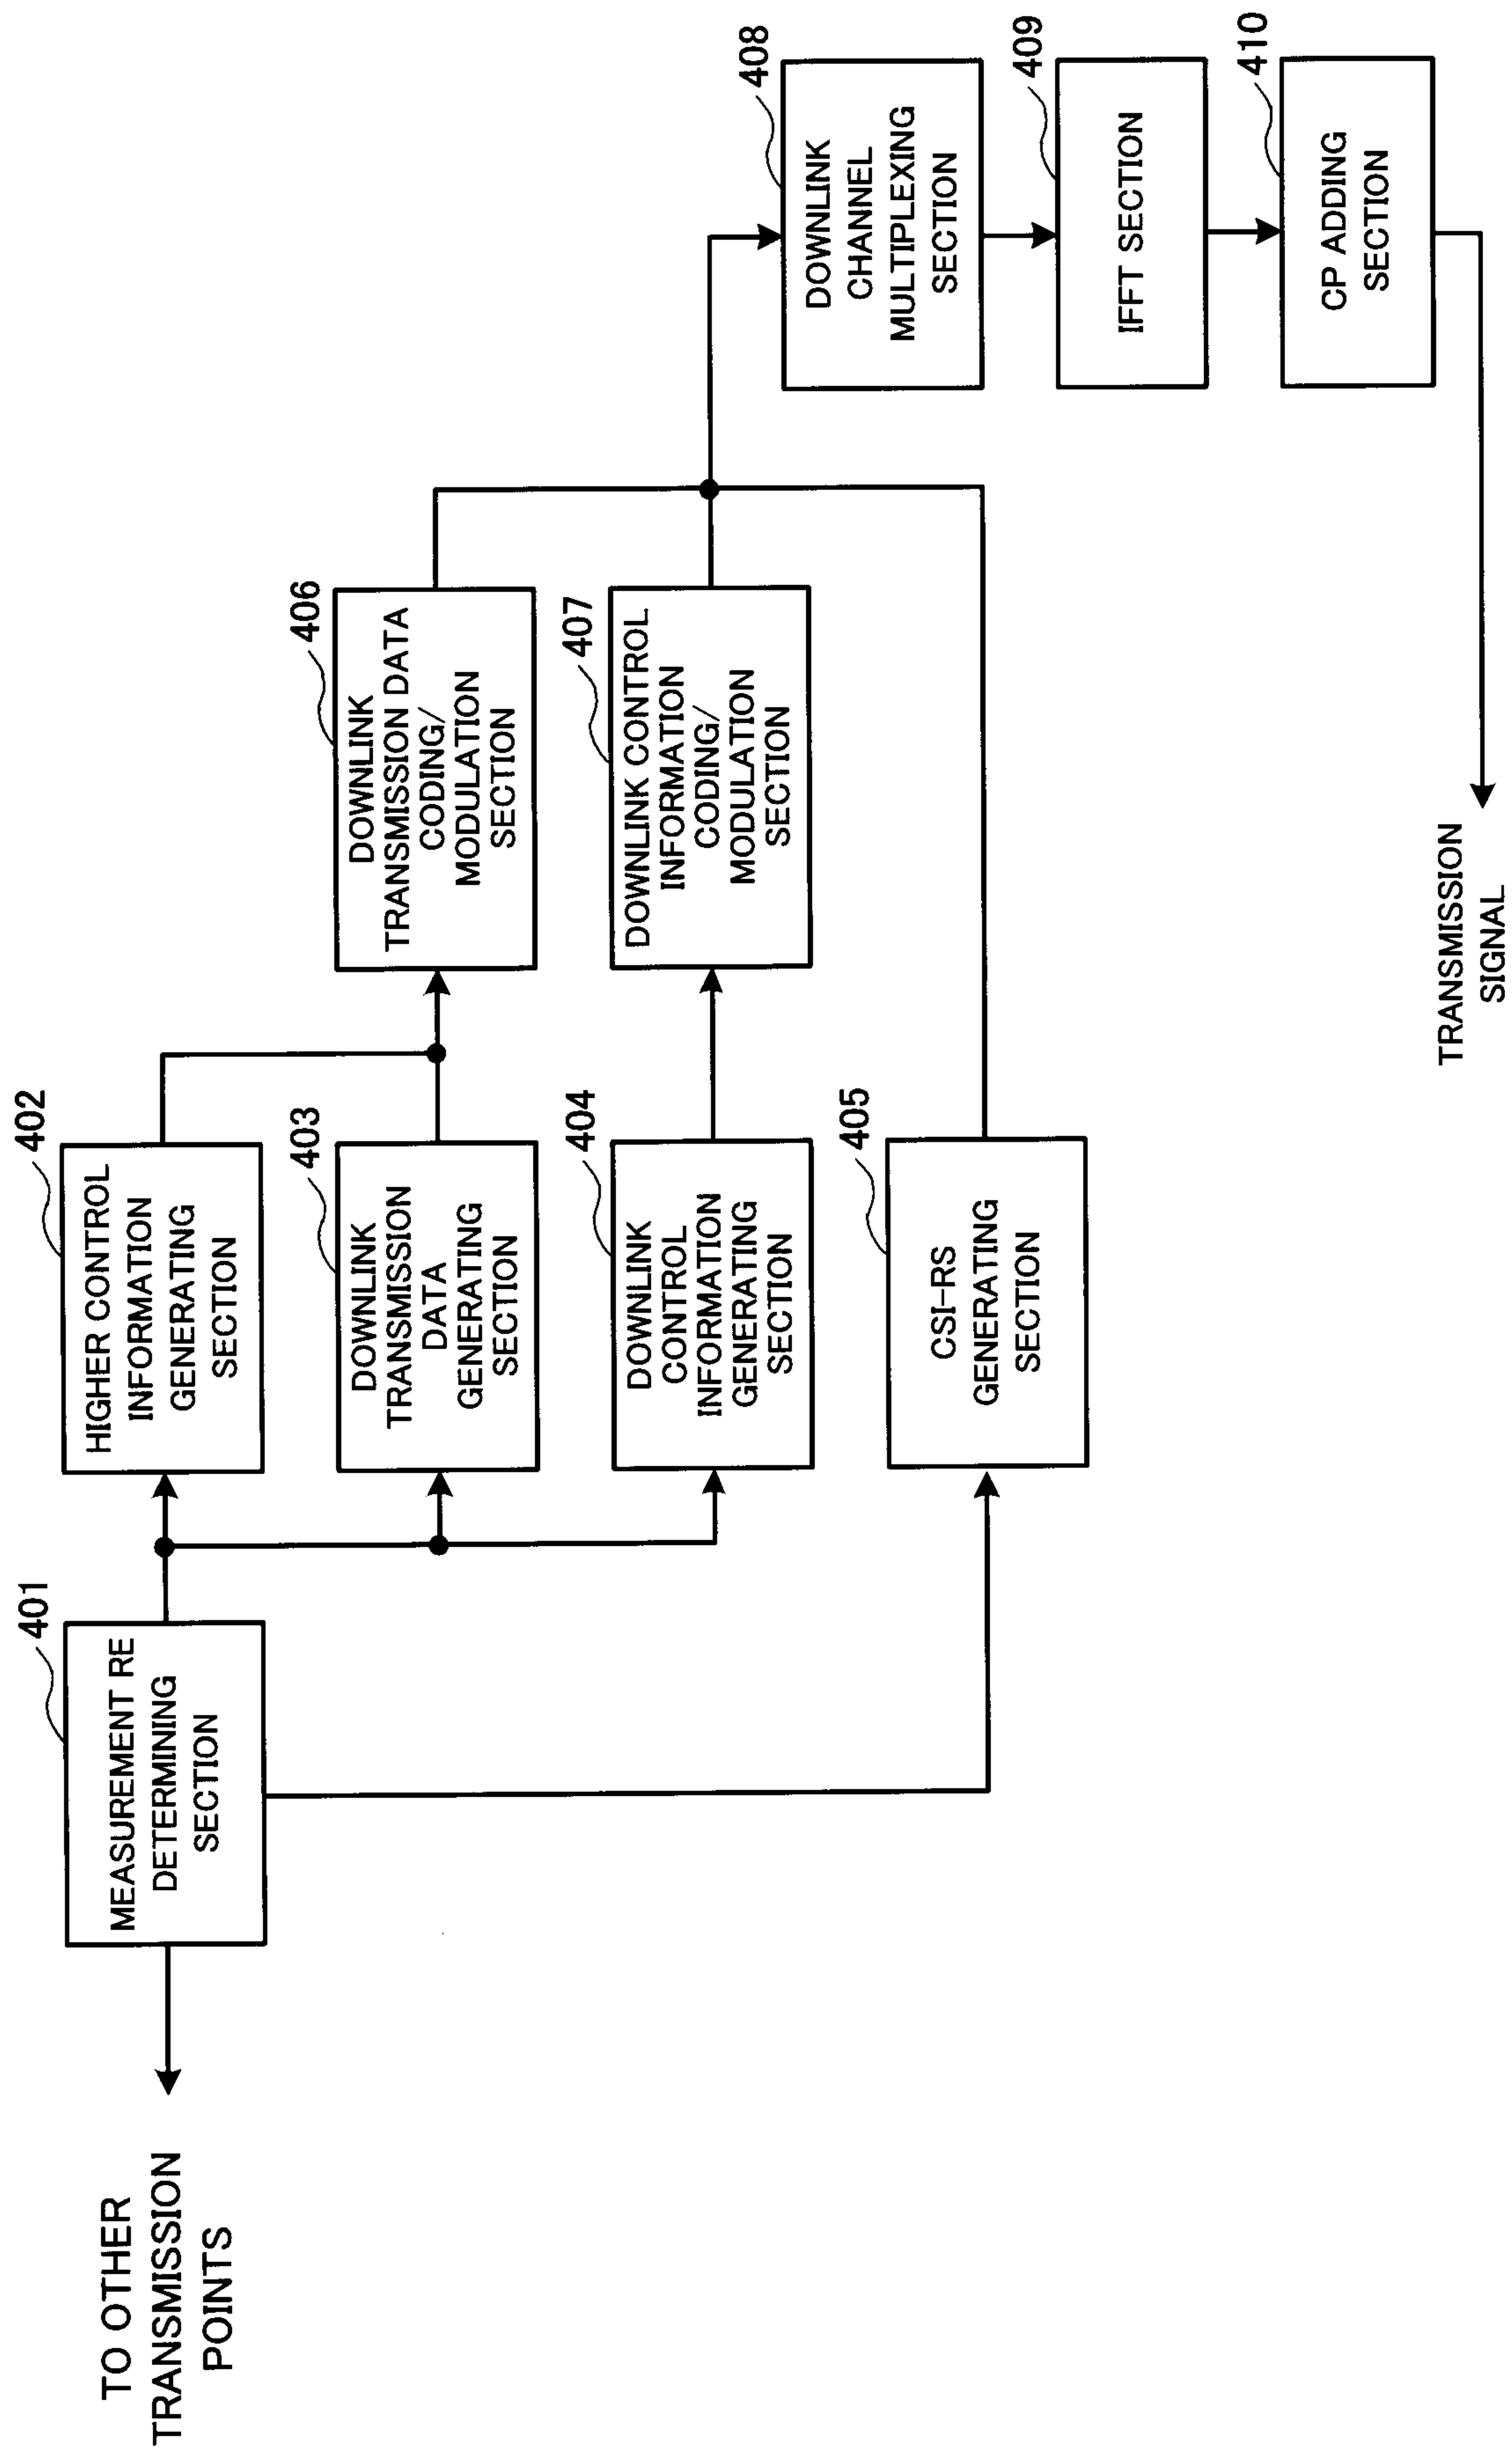 TO OTHER
TRANSMISSION
POINTS
401
MEASUREMENT RE
DETERMINING
SECTION
402
HIGHER CONTROL
INFORMATION
GENERATING
SECTION
403
DOWNLINK
TRANSMISSION
DATA
GENERATING
SECTION
404
DOWNLINK
CONTROL
INFORMATION
GENERATING
SECTION
405
CSI-RS
GENERATING
SECTION
406
DOWNLINK
TRANSMISSION DATA
CODING/
MODULATION
SECTION
407
DOWNLINK CONTROL
INFORMATION
CODING/
MODULATION
SECTION
408
DOWNLINK
CHANNEL
MULTIPLEXING
SECTION
409
IFFT SECTION
410
CP ADDING
SECTION
TRANSMISSION
SIGNAL